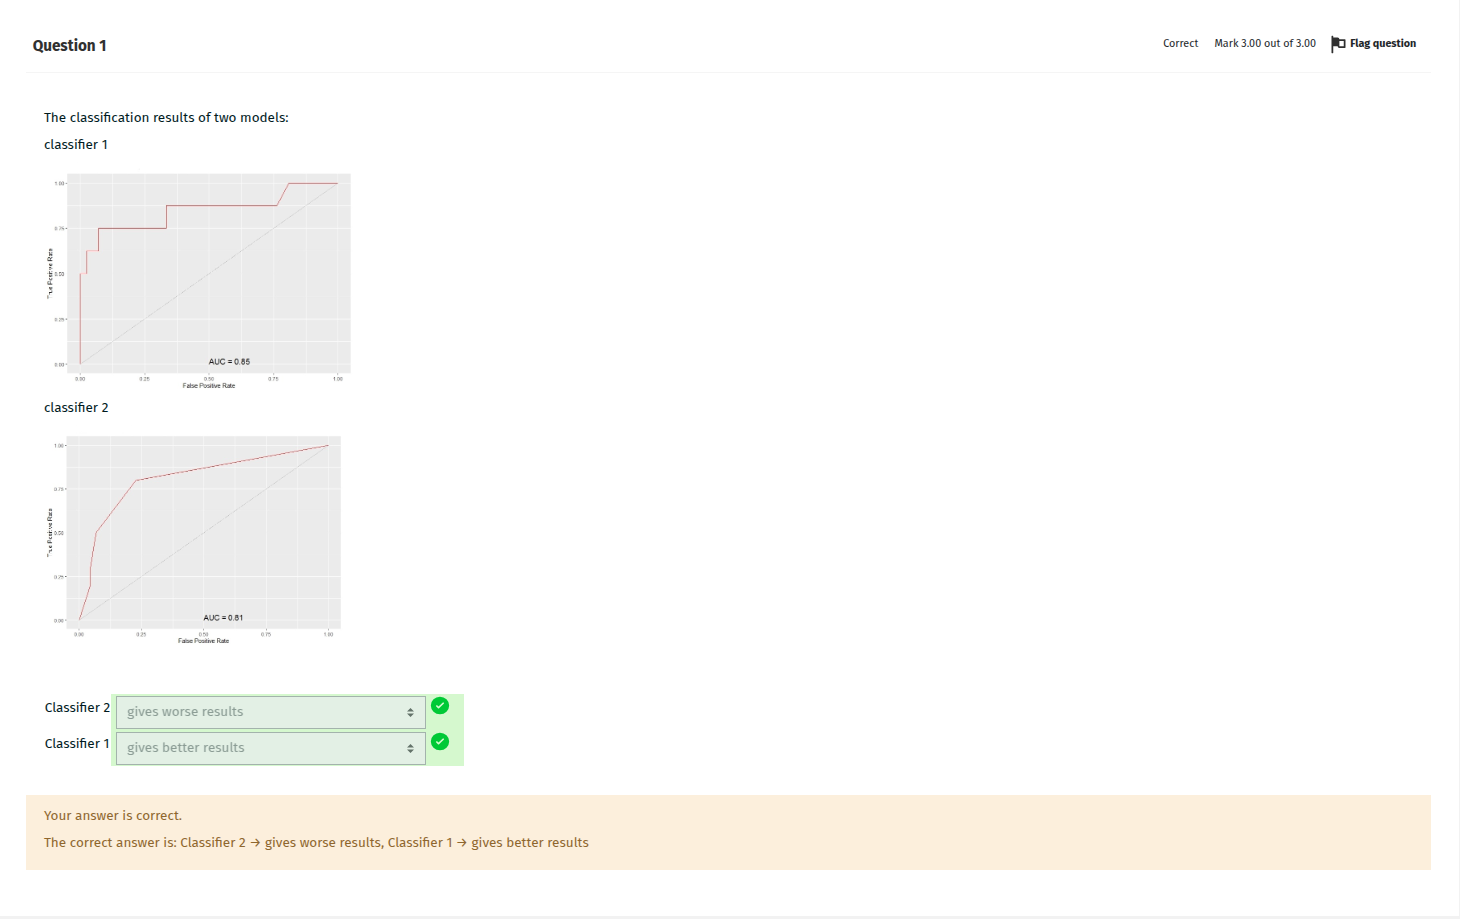 Question 1
Correct Mark 3.00 out of 3.00 Flag question
The classification results of two models:
classifier 1
1.00
0.75
0.50
0.25
0.00
True Positive Rate
AUC = 0.85
0.00 0.25 0.50 0.75 1.00
False Positive Rate
classifier 2
1.00
0.75
0.50
0.25
0.00
True Positive Rate
AUC = 0.81
0.00 0.25 0.50 0.75 1.00
False Positive Rate
Classifier 2 gives worse results
Classifier 1 gives better results
Your answer is correct.
The correct answer is: Classifier 2 → gives worse results, Classifier 1 → gives better results